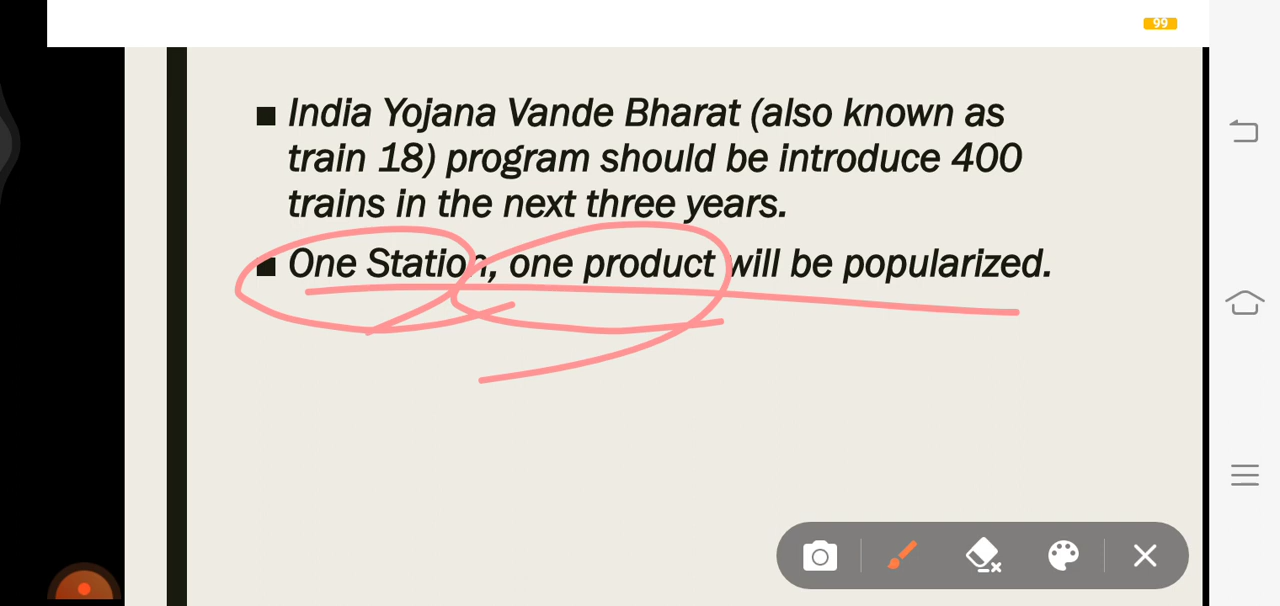 99
■ India Yojana Vande Bharat (also known as
train 18) program should be introduce 400
trains in the next three years.
■ One Station, one product will be popularized.